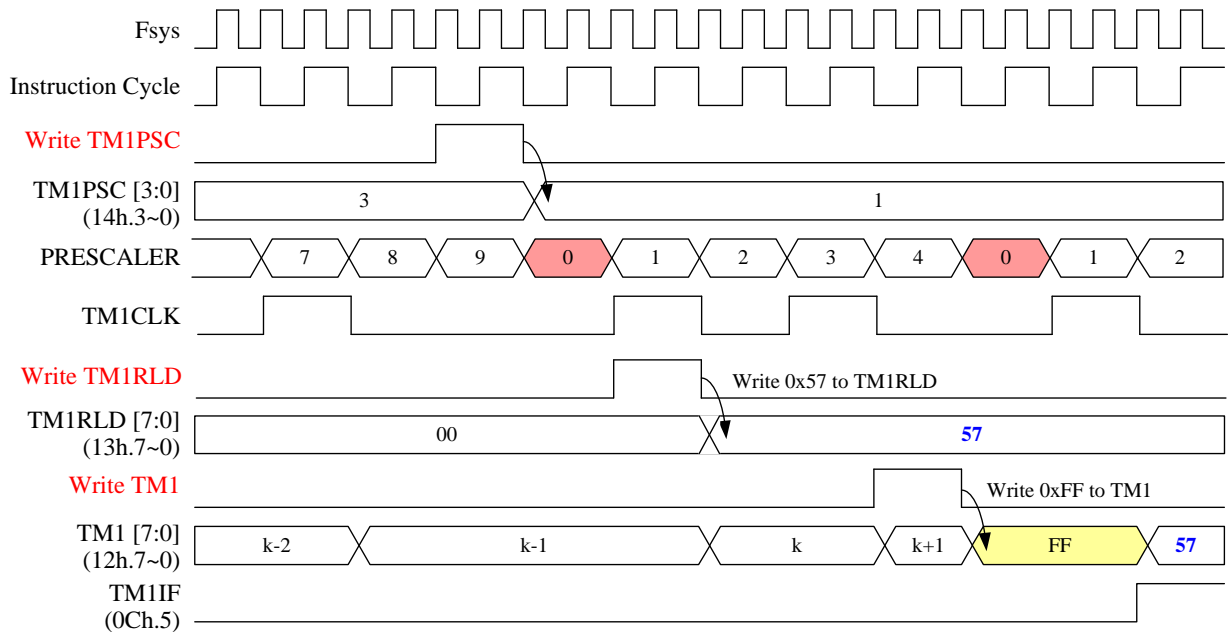 Fsys
Instruction Cycle
Write TM1PSC
TM1PSC [3:0]
(14h.3~0)
3
1
PRESCALER
7 8 9 0 1 2 3 4 0 1 2
TM1CLK
Write TM1RLD
Write 0x57 to TM1RLD
TM1RLD [7:0]
(13h.7~0)
00
57
Write TM1
Write 0xFF to TM1
TM1 [7:0]
(12h.7~0)
k-2 k-1 k k+1 FF 57
TM1IF
(0Ch.5)